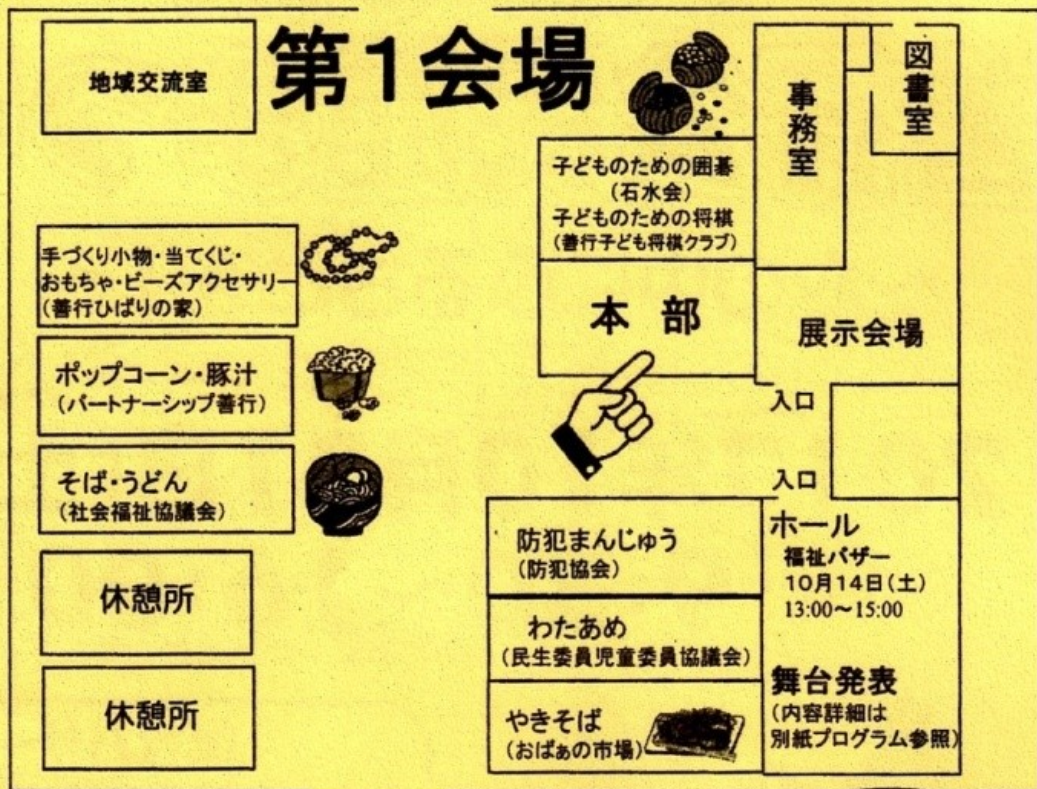 第1会場
地域交流室
図書室
事務室
子どものための囲碁
(石水会)
子どものための将棋
(善行子ども将棋クラブ)
本部
展示会場
入口
入口
手づくり小物・当てくじ・
おもちゃ・ビーズアクセサリー
(善行ひばりの家)
ポップコーン・豚汁
(パートナーシップ善行)
そば・うどん
(社会福祉協議会)
休憩所
休憩所
防犯まんじゅう
(防犯協会)
わたあめ
(民生委員児童委員協議会)
やきそば
(おばぁの市場)
ホール
福祉バザー
10月14日(土)
13:00～15:00
舞台発表
(内容詳細は
別紙プログラム参照)